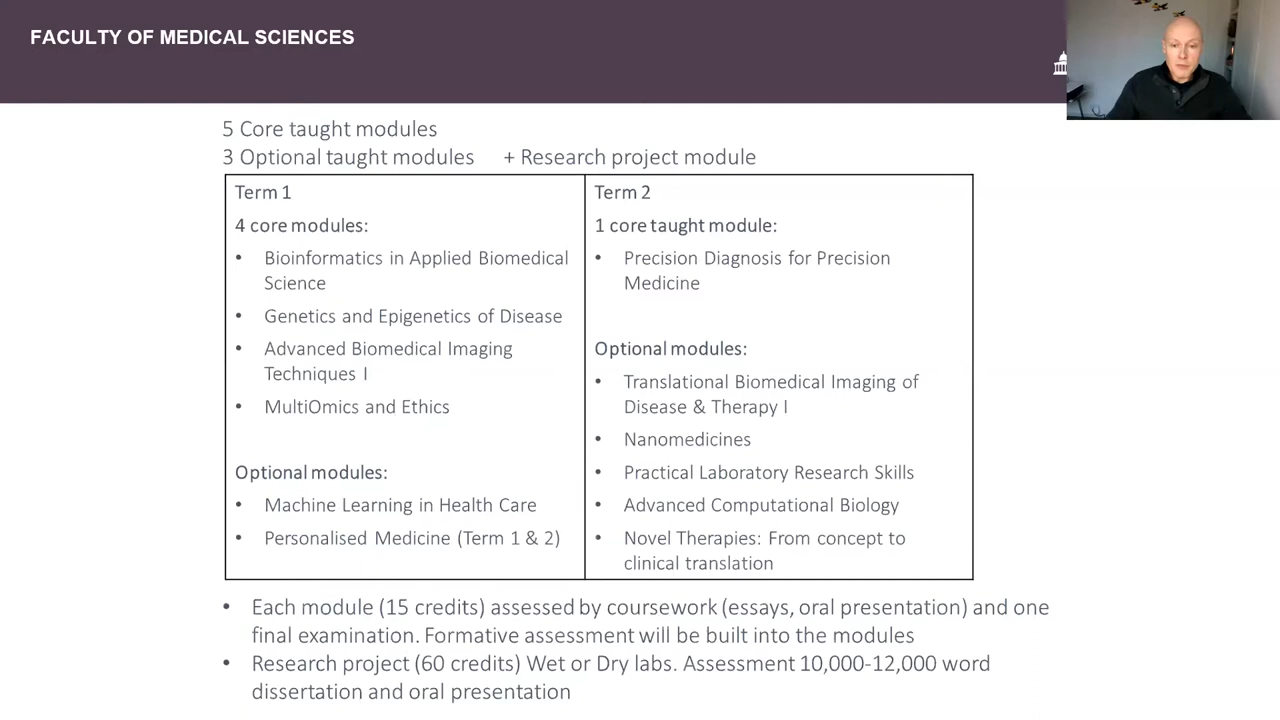 FACULTY OF MEDICAL SCIENCES
5 Core taught modules
3 Optional taught modules + Research project module
Term 1
4 core modules:
• Bioinformatics in Applied Biomedical
Science
• Genetics and Epigenetics of Disease
• Advanced Biomedical Imaging
Techniques I
• MultiOmics and Ethics
Optional modules:
• Machine Learning in Health Care
• Personalised Medicine (Term 1 & 2)
Term 2
1 core taught module:
• Precision Diagnosis for Precision
Medicine
Optional modules:
• Translational Biomedical Imaging of
Disease & Therapy I
• Nanomedicines
• Practical Laboratory Research Skills
• Advanced Computational Biology
• Novel Therapies: From concept to
clinical translation
• Each module (15 credits) assessed by coursework (essays, oral presentation) and one
final examination. Formative assessment will be built into the modules
• Research project (60 credits) Wet or Dry labs. Assessment 10,000-12,000 word
dissertation and oral presentation